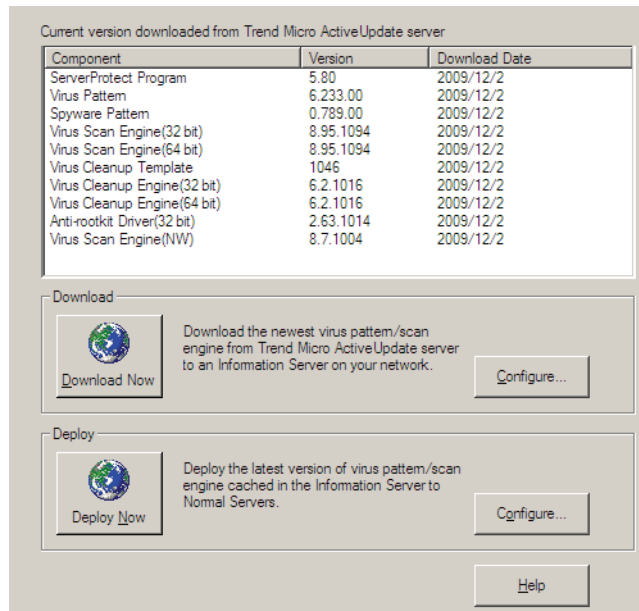 Current version downloaded from Trend Micro ActiveUpdate server
Component Version Download Date
ServerProtect Program 5.80 2009/12/2
Virus Pattern 6.233.00 2009/12/2
Spyware Pattern 0.789.00 2009/12/2
Virus Scan Engine(32 bit) 8.95.1094 2009/12/2
Virus Scan Engine(64 bit) 8.95.1094 2009/12/2
Virus Cleanup Template 1046 2009/12/2
Virus Cleanup Engine(32 bit) 6.2.1016 2009/12/2
Virus Cleanup Engine(64 bit) 6.2.1016 2009/12/2
Anti-rootkit Driver(32 bit) 2.63.1014 2009/12/2
Virus Scan Engine(NW) 8.7.1004 2009/12/2
Download
Download the newest virus pattern/scan
engine from Trend Micro ActiveUpdate server
to an Information Server on your network.
Download Now
Configure...
Deploy
Deploy the latest version of virus pattern/scan
engine cached in the Information Server to
Normal Servers.
Deploy Now
Configure...
Help